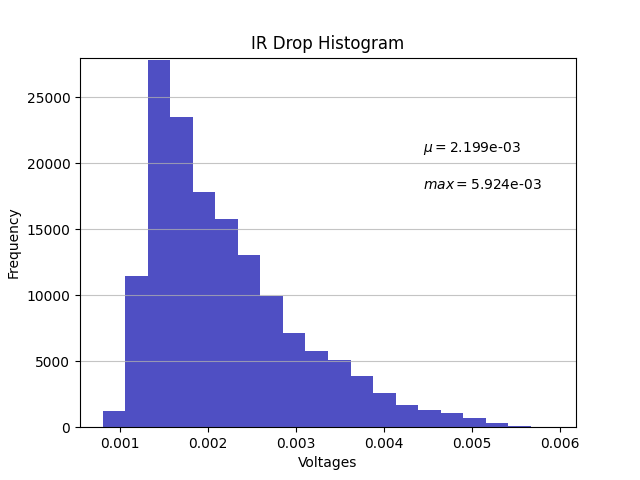 IR Drop Histogram
25000
20000
15000
10000
5000
0
Frequency
μ = 2.199e-03
max = 5.924e-03
0.001 0.002 0.003 0.004 0.005 0.006
Voltages